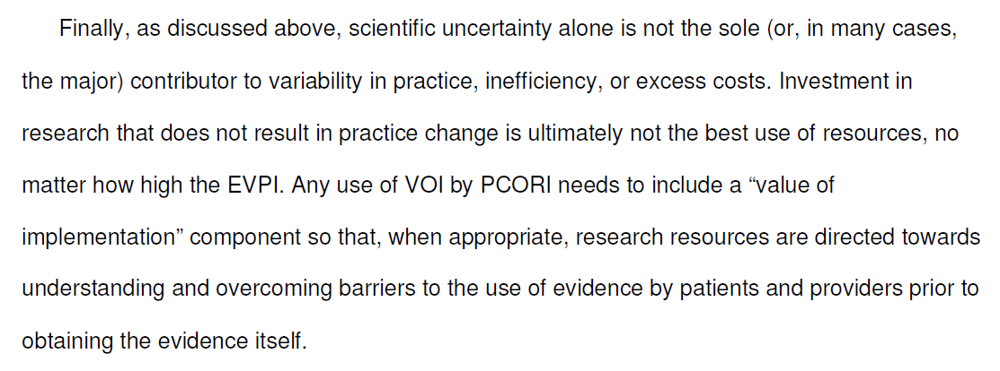 Finally, as discussed above, scientific uncertainty alone is not the sole (or, in many cases,
the major) contributor to variability in practice, inefficiency, or excess costs. Investment in
research that does not result in practice change is ultimately not the best use of resources, no
matter how high the EVPI. Any use of VOI by PCORI needs to include a “value of
implementation” component so that, when appropriate, research resources are directed towards
understanding and overcoming barriers to the use of evidence by patients and providers prior to
obtaining the evidence itself.